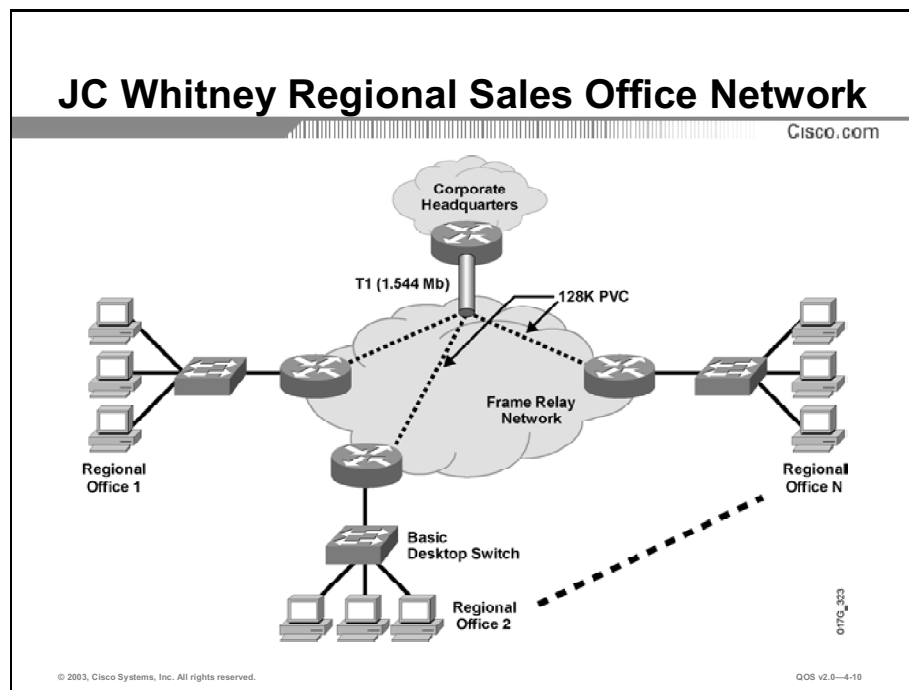 JC Whitney Regional Sales Office Network
Cisco.com
Corporate
Headquarters
T1 (1.544 Mb)
128K PVC
Frame Relay
Network
Regional
Office 1
Regional
Office N
Basic
Desktop Switch
Regional
Office 2
017G_323
© 2003, Cisco Systems, Inc. All rights reserved.
QOS v2.0—4-10